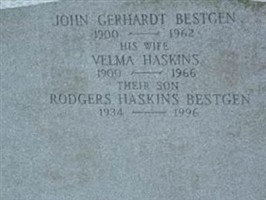 JOHN GERHARDT BESTGEN
1900 — 1962
HIS WIFE
VELMA HASKINS
1900 — 1966
THEIR SON
RODGERS HASKINS BESTGEN
1934 — 1996